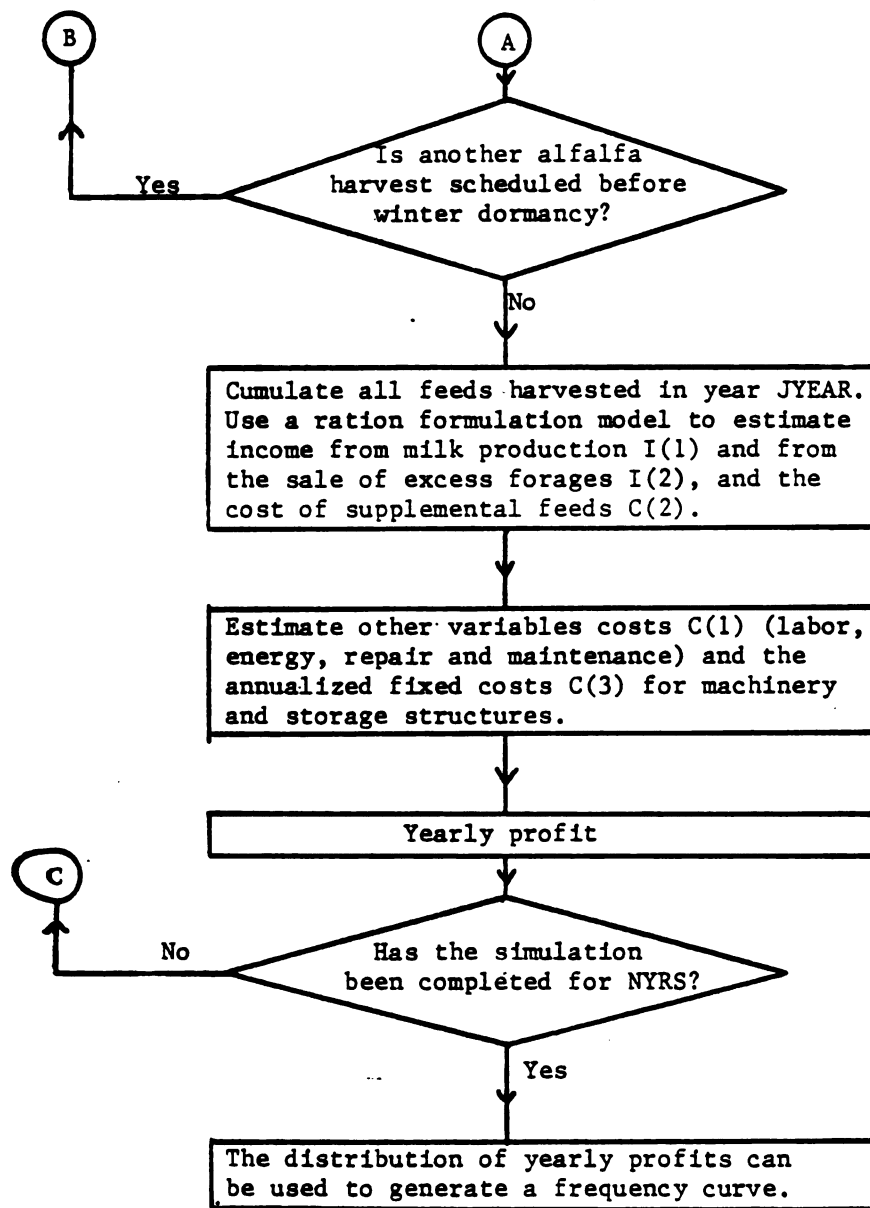 B
A
Is another alfalfa
harvest scheduled before
winter dormancy?
Yes
No
Cumulate all feeds harvested in year JYEAR.
Use a ration formulation model to estimate
income from milk production I(1) and from
the sale of excess forages I(2), and the
cost of supplemental feeds C(2).
Estimate other variables costs C(1) (labor,
energy, repair and maintenance) and the
annualized fixed costs C(3) for machinery
and storage structures.
Yearly profit
C
No
Has the simulation
been completed for NYRS?
Yes
The distribution of yearly profits can
be used to generate a frequency curve.